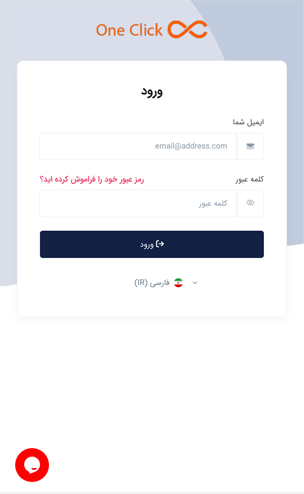 One Click
ورود
ایمیل شما
email@address.com
کلمه عبور
رمز عبور خود را فراموش کرده اید؟
کلمه عبور
ورود
فارسی (IR)